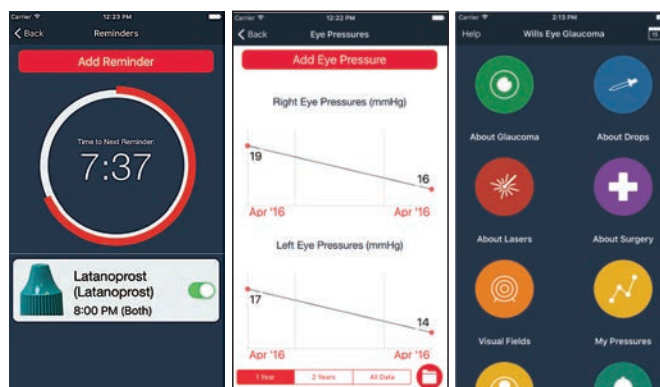 Carrier 12:23 PM
Back Reminders
Add Reminder
Time to Next Reminder:
7:37
Latanoprost
(Latanoprost)
8:00 PM (Both)
Carrier 12:22 PM
Back Eye Pressures
Add Eye Pressure
Right Eye Pressures (mmHg)
19
16
Apr '16 Apr '16
Left Eye Pressures (mmHg)
17
14
Apr '16 Apr '16
1 Year 2 Years All Data
Carrier 2:13 PM
Help Wills Eye Glaucoma 15
About Glaucoma About Drops
About Lasers About Surgery
Visual Fields My Pressures